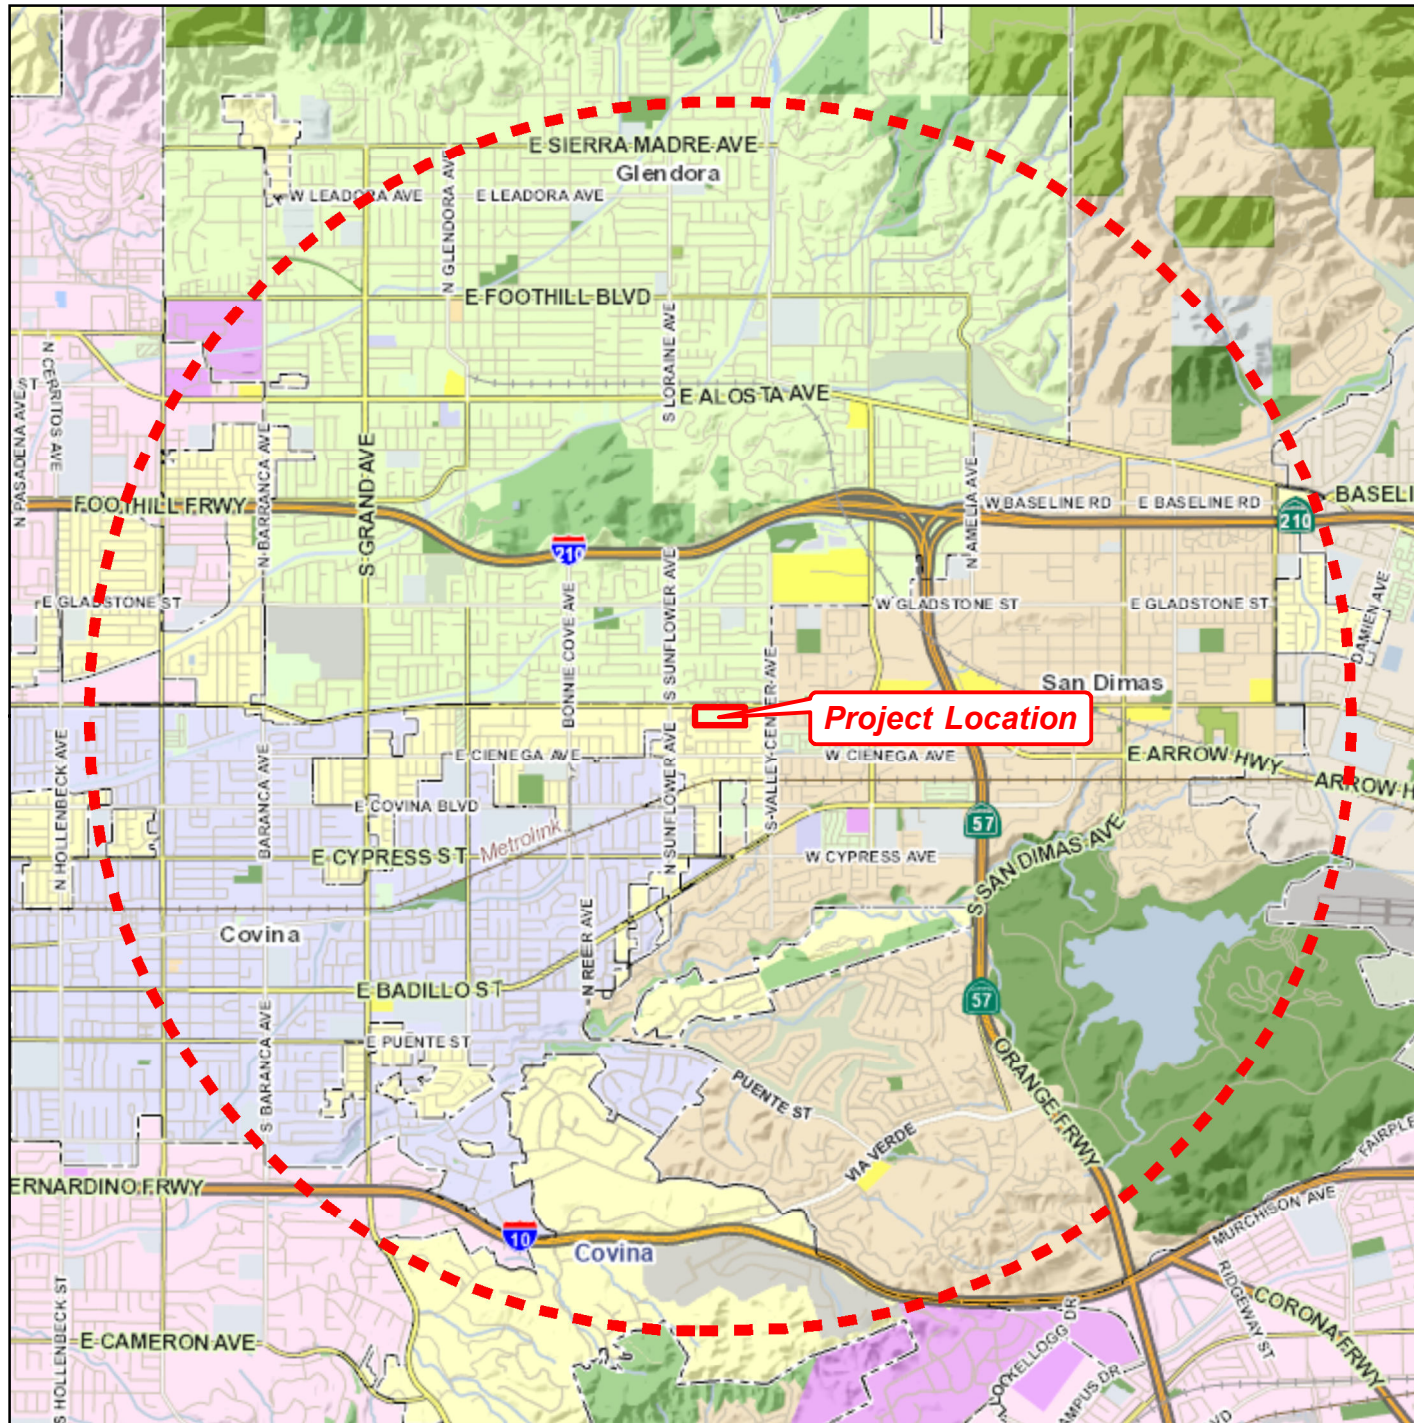 E SIERRA MADRE AVE
Glendora
W LEADORA AVE
E LEADORA AVE
N GLENDORA AVE
E FOOTHILL BLVD
N CERRITOS AVE
S LORAINE AVE
ST
E ALOSTA AVE
N PASADENA AVE
N BARRANCA AVE
S GRAND AVE
FOOTHILL FRWY
N AMELIA AVE
W BASELINE RD
E BASELINE RD
BASELI
210
210
E GLADSTONE ST
BONNIE COVE AVE
S SUNFLOWER AVE
W GLADSTONE ST
E GLADSTONE ST
DAMIEN AVE
S VALLEY CENTER AVE
San Dimas
Project Location
N HOLLENBECK AVE
BARANCA AVE
E CIENEGA AVE
N SUNFLOWER AVE
W CIENEGA AVE
E ARROW HWY
ARROW H
E COVINA BLVD
Metrolink
57
E CYPRESS ST
W CYPRESS AVE
S SAN DIMAS AVE
Covina
N REER AVE
E BADILLO ST
57
S BARANCA AVE
E PUENTE ST
PUENTE ST
ORANGE FRWY
VIA VERDE
FAIRPLE
ERNARDINO FRWY
MURCHISON AVE
10
Covina
RIDGEWAY ST
S HOLLENBECK ST
E CAMERON AVE
KELLOGG DR
CORONA FRWY
AMPUS DR
VD